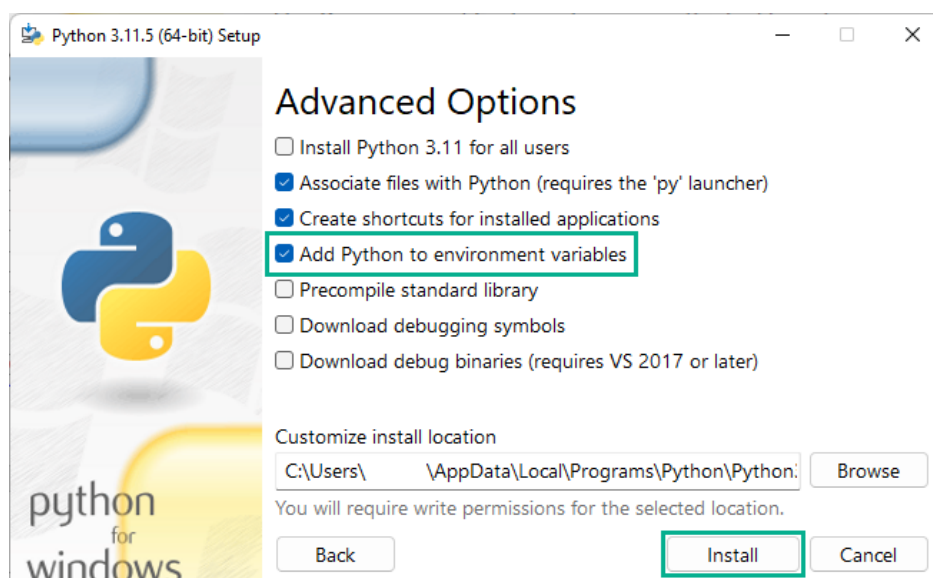 Python 3.11.5 (64-bit) Setup
Advanced Options
Install Python 3.11 for all users
Associate files with Python (requires the 'py' launcher)
Create shortcuts for installed applications
Add Python to environment variables
Precompile standard library
Download debugging symbols
Download debug binaries (requires VS 2017 or later)
Customize install location
C:\Users\ \AppData\Local\Programs\Python\Python
Browse
You will require write permissions for the selected location.
python
for
windows
Back
Install
Cancel